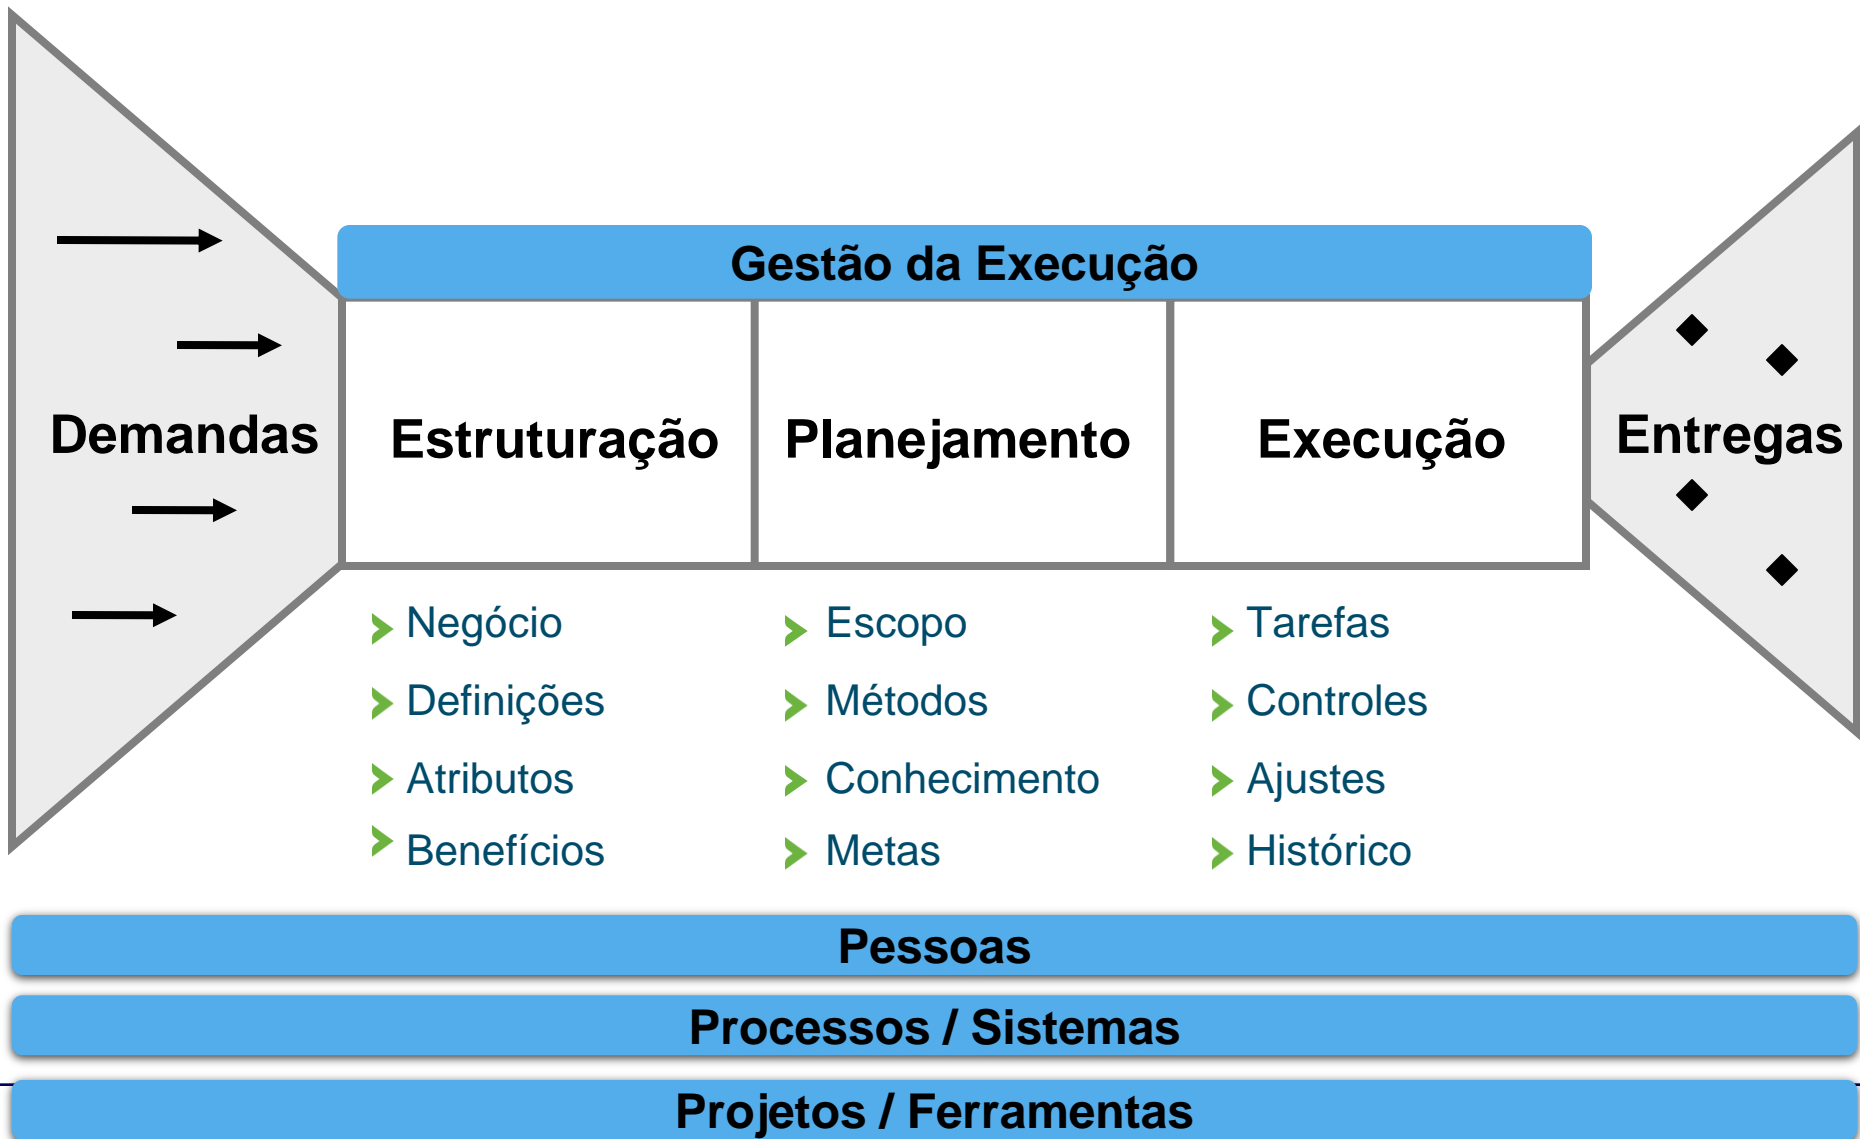 Gestão da Execução
Demandas
Estruturação
Planejamento
Execução
Entregas
Negócio
Definições
Atributos
Benefícios
Escopo
Métodos
Conhecimento
Metas
Tarefas
Controles
Ajustes
Histórico
Pessoas
Processos / Sistemas
Projetos / Ferramentas